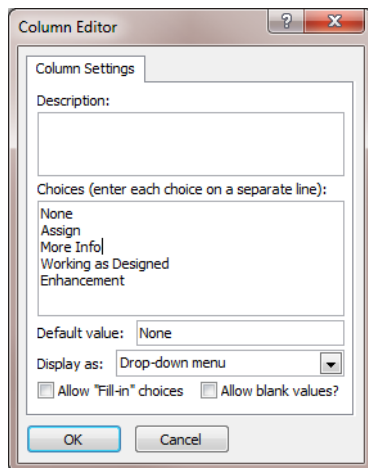 Column Editor
Column Settings
Description:
Choices (enter each choice on a separate line):
None
Assign
More Info
Working as Designed
Enhancement
Default value: None
Display as: Drop-down menu
Allow "Fill-in" choices Allow blank values?
OK Cancel